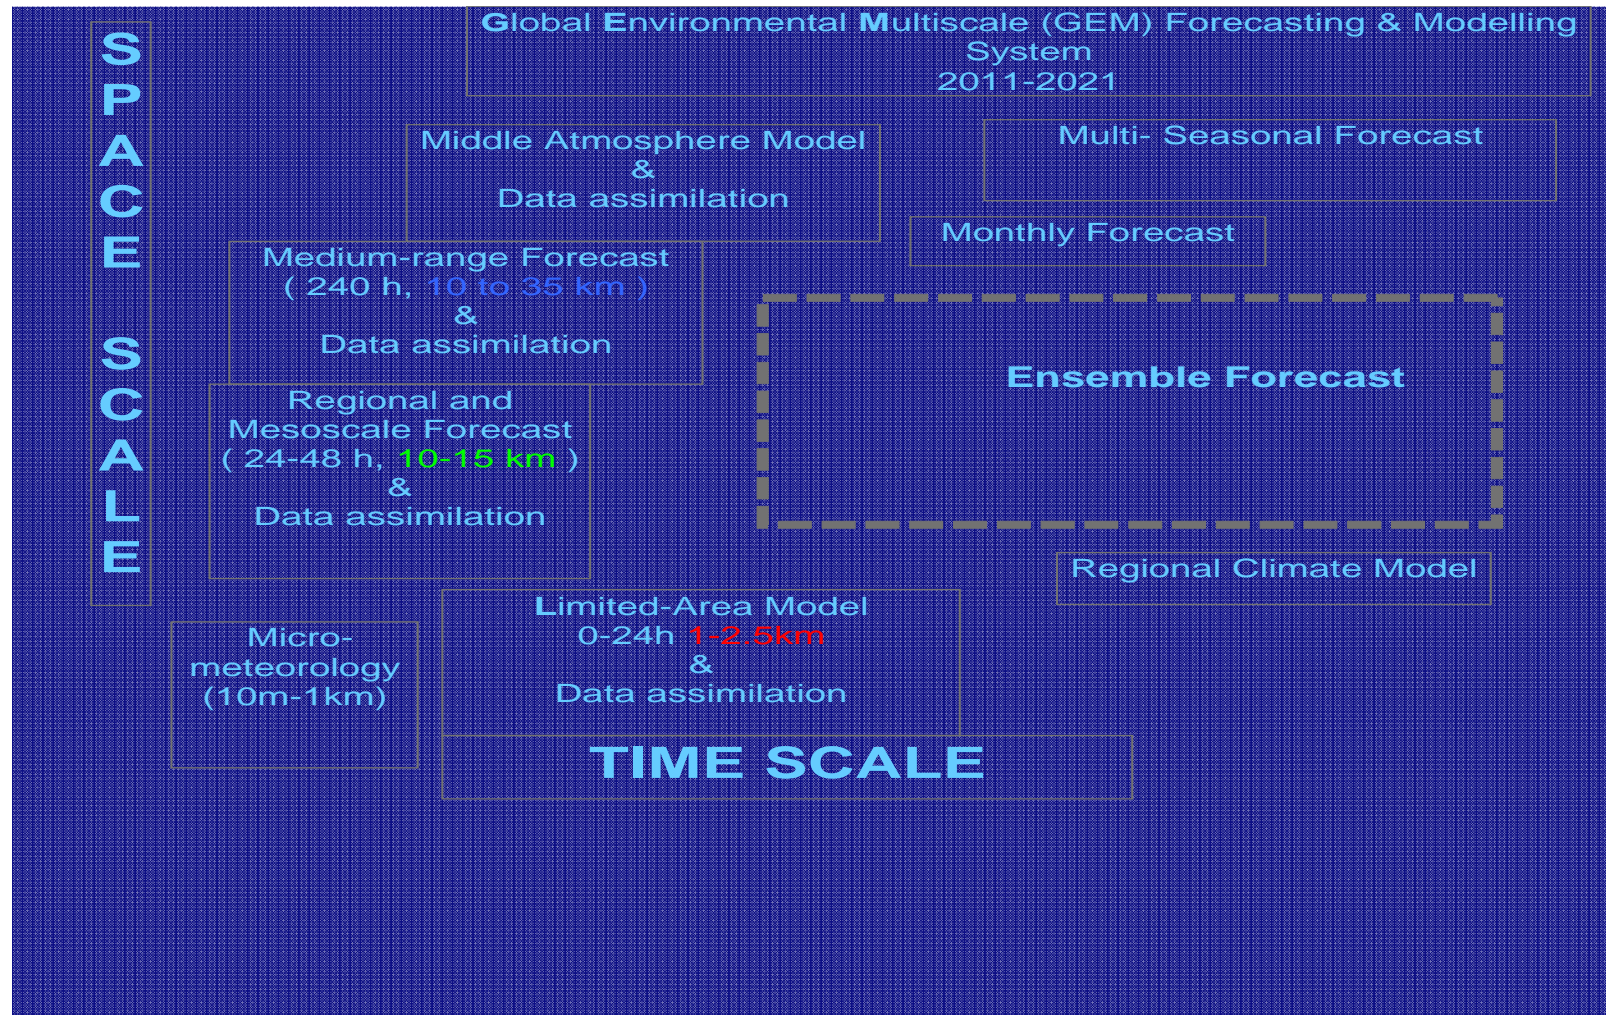 Global Environmental Multiscale (GEM) Forecasting & Modelling
System
2011-2021
SPACE SCALE
Middle Atmosphere Model
&
Data assimilation
Multi- Seasonal Forecast
Monthly Forecast
Medium-range Forecast
( 240 h, 10 to 35 km )
&
Data assimilation
Ensemble Forecast
Regional and
Mesoscale Forecast
( 24-48 h, 10-15 km )
&
Data assimilation
Regional Climate Model
Limited-Area Model
0-24h 1-2.5km
&
Data assimilation
Micro-
meteorology
(10m-1km)
TIME SCALE